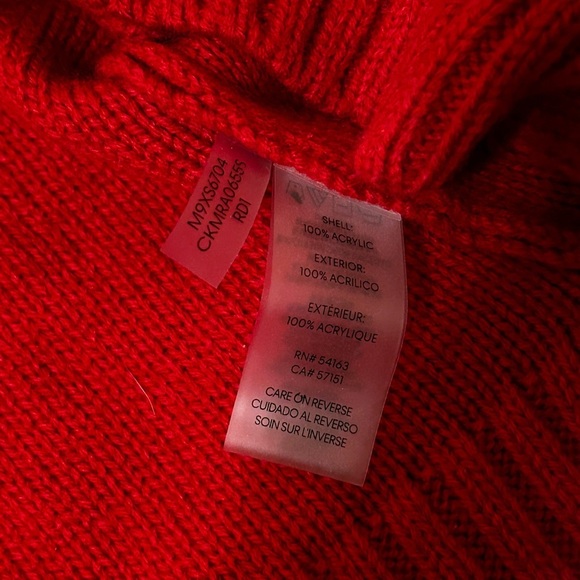 M9XS6704
CKMRA06555
RD1
SHELL:
100% ACRYLIC
EXTERIOR:
100% ACRILICO
EXTÉRIEUR:
100% ACRYLIQUE
RN# 54163
CA# 57151
CARE ON REVERSE
CUIDADO AL REVERSO
SOIN SUR L'INVERSE